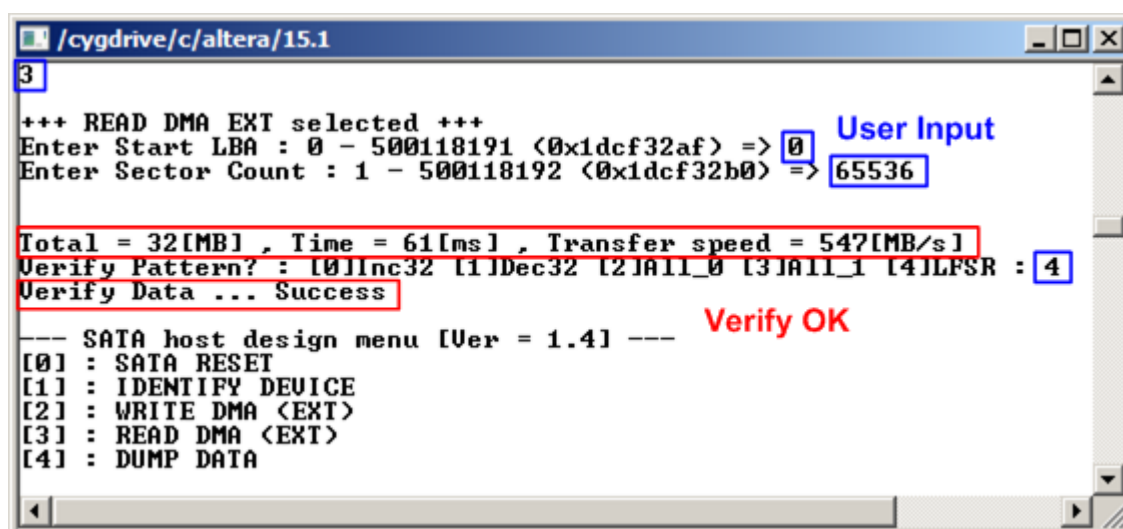 /cygdrive/c/altera/15.1
3
+++ READ DMA EXT selected +++
Enter Start LBA : 0 - 500118191 (0x1dcf32af) => 0
User Input
Enter Sector Count : 1 - 500118192 (0x1dcf32b0) => 65536
Total = 32[MB] , Time = 61[ms] , Transfer speed = 547[MB/s]
Verify Pattern? : [0]Inc32 [1]Dec32 [2]All_0 [3]All_1 [4]LFSR : 4
Verify Data ... Success
Verify OK
--- SATA host design menu [Ver = 1.4] ---
[0] : SATA RESET
[1] : IDENTIFY DEVICE
[2] : WRITE DMA (EXT)
[3] : READ DMA (EXT)
[4] : DUMP DATA